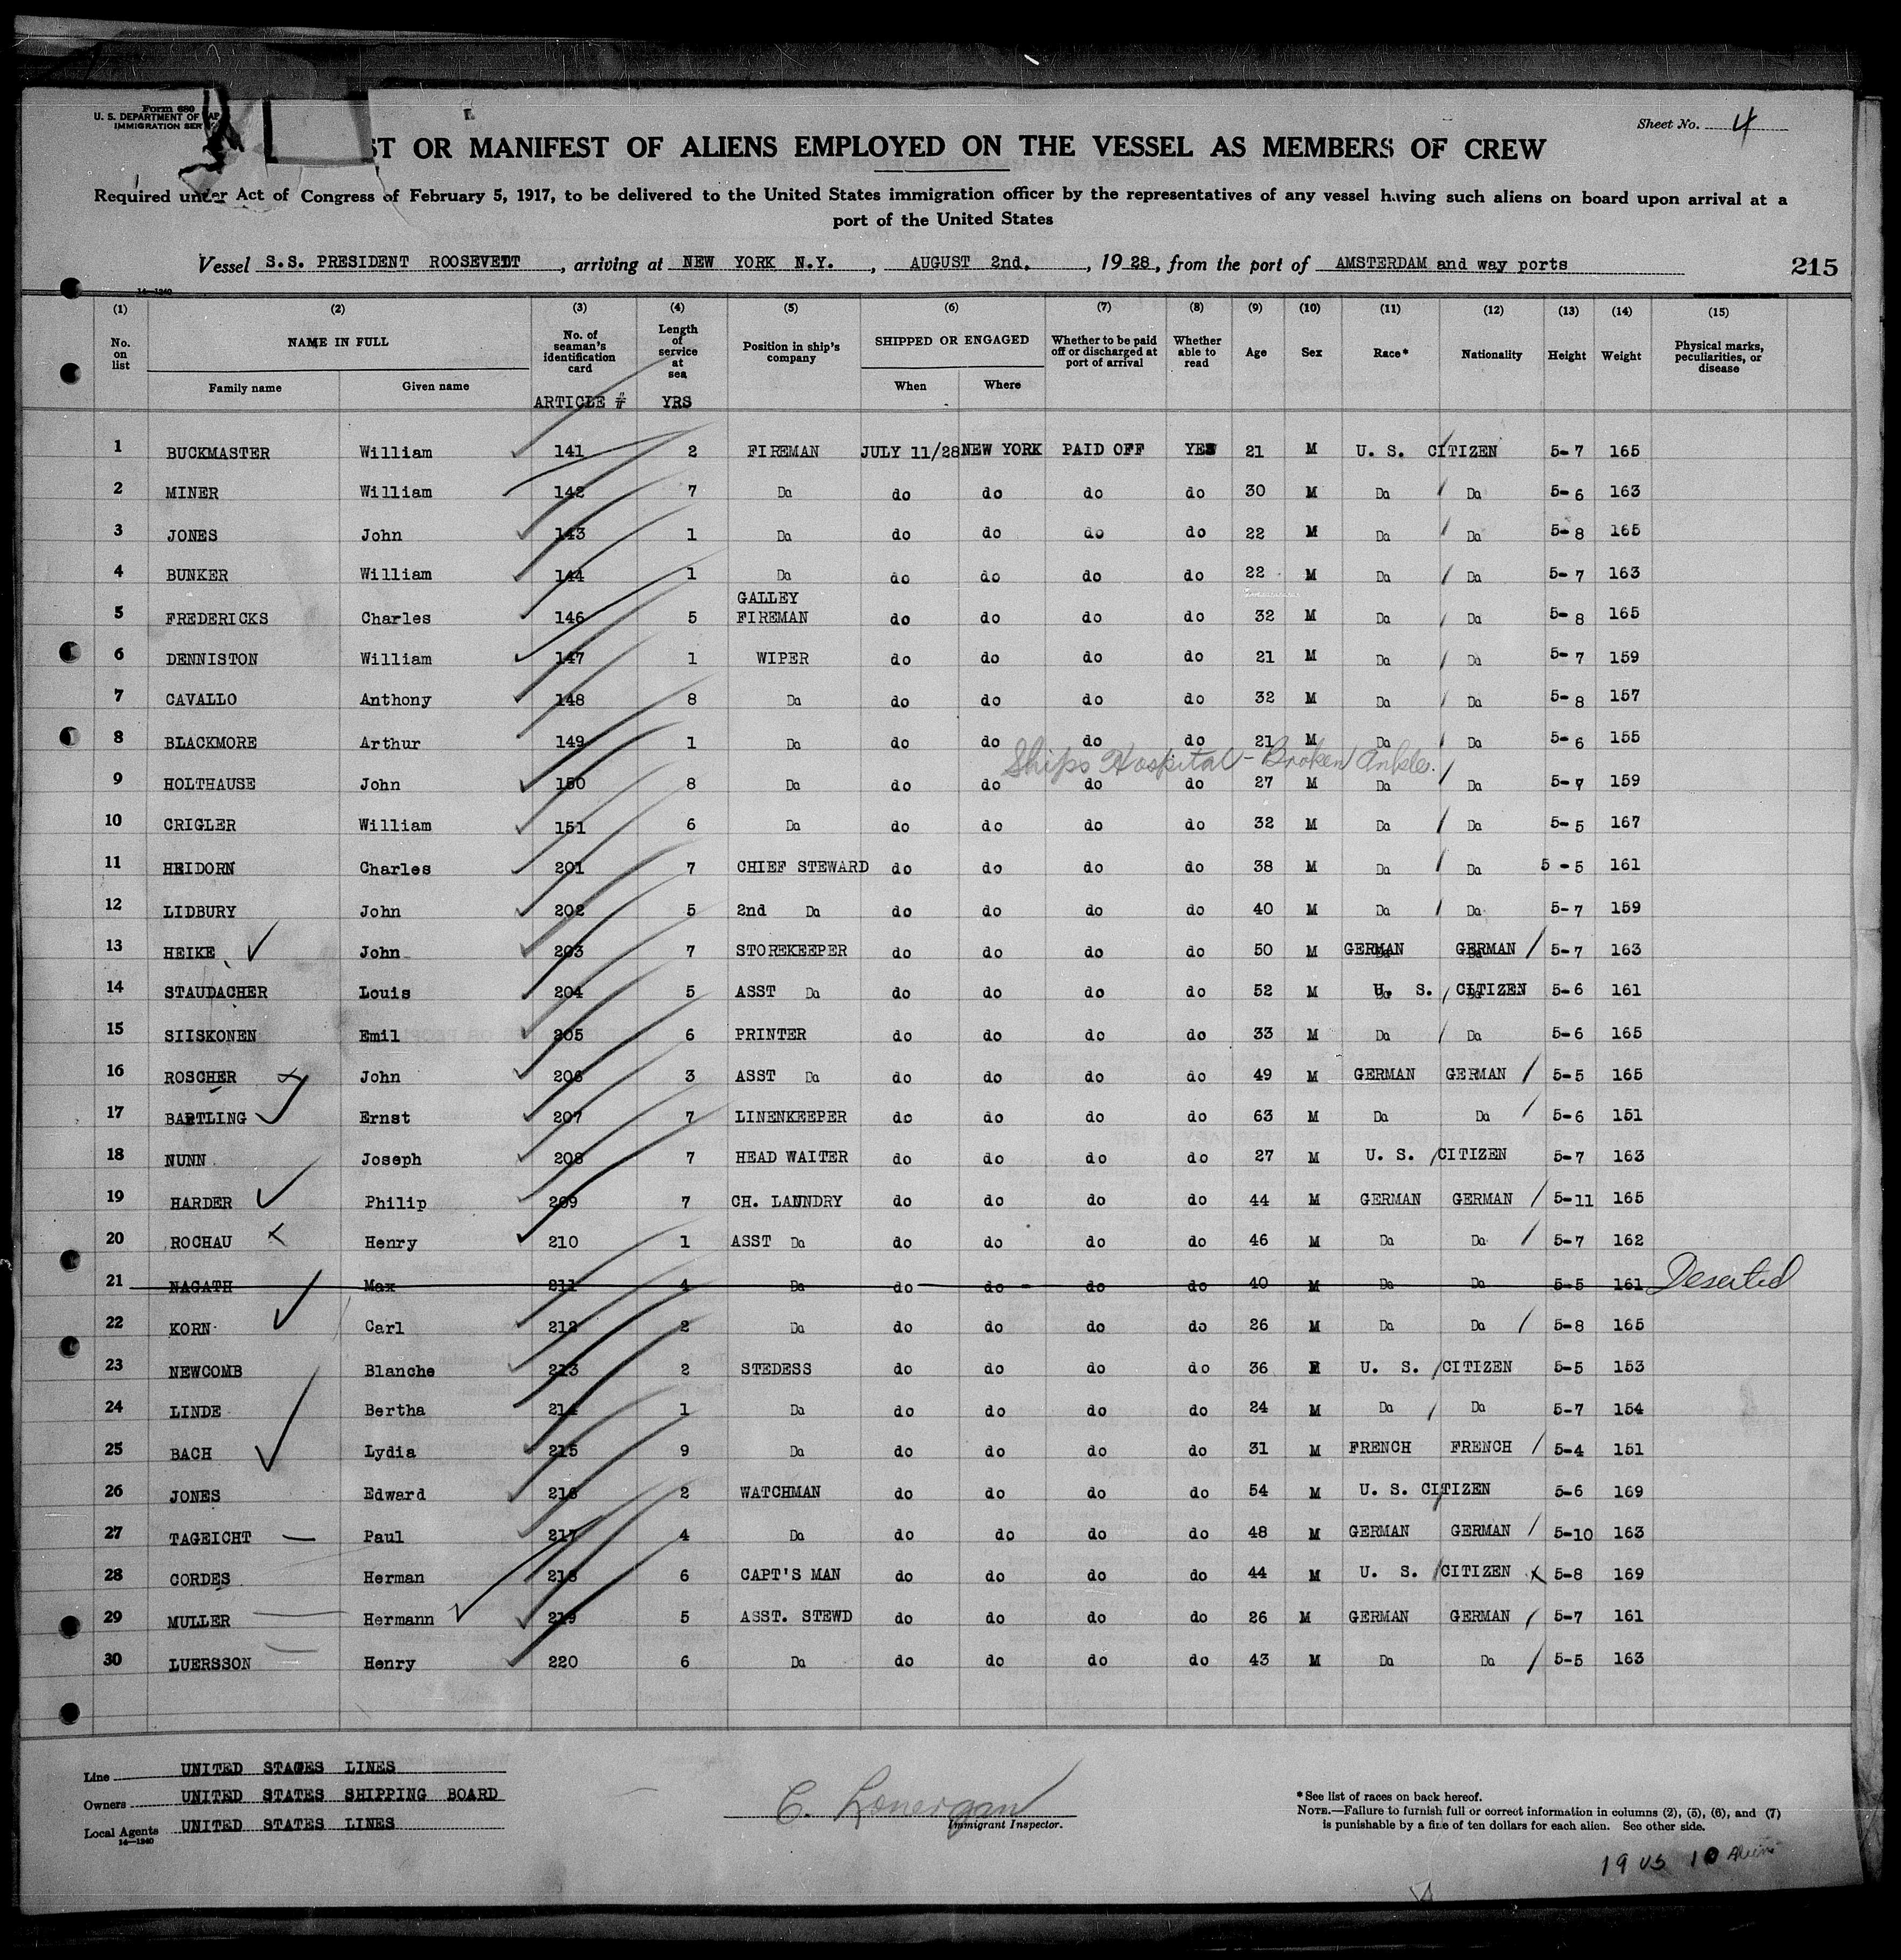 Form 680
U. S. DEPARTMENT OF
IMMIGRATION SER
Sheet No. 4
ST OR MANIFEST OF ALIENS EMPLOYED ON THE VESSEL AS MEMBERS OF CREW
Required under Act of Congress of February 5, 1917, to be delivered to the United States immigration officer by the representatives of any vessel having such aliens on board upon arrival at a
port of the United States
Vessel S.S. PRESIDENT ROOSEVELT, arriving at NEW YORK N.Y., AUGUST 2nd, 1928, from the port of AMSTERDAM and way ports 215
14—1240
(1) (2) (3) (4) (5) (6) (7) (8) (9) (10) (11) (12) (13) (14) (15)
No. on list NAME IN FULL No. of seaman's identification card Length of service at sea Position in ship's company SHIPPED OR ENGAGED Whether to be paid off or discharged at port of arrival Whether able to read Age Sex Race* Nationality Height Weight Physical marks, peculiarities, or disease
Family name Given name When Where
ARTICLE # YRS
1 BUCKMASTER William 141 2 FIREMAN JULY 11/28 NEW YORK PAID OFF YES 21 M U. S. CITIZEN 5-7 165
2 MINER William 142 7 Do do do do do 30 M Do Do 5-6 163
3 JONES John 143 1 Do do do do do 22 M Do Do 5-8 165
4 BUNKER William 144 1 Do do do do do 22 M Do Do 5-7 163
5 FREDERICKS Charles 146 5 GALLEY FIREMAN do do do do 32 M Do Do 5-8 165
6 DENNISTON William 147 1 WIPER do do do do 21 M Do Do 5-7 159
7 CAVALLO Anthony 148 8 Do do do do do 32 M Do Do 5-8 157
8 BLACKMORE Arthur 149 1 Do do do do do 21 M Do Do 5-6 155
Ships Hospital - Broken Ankle.
9 HOLTHAUSE John 150 8 Do do do do do 27 M Do Do 5-7 159
10 CRIGLER William 151 6 Do do do do do 32 M Do Do 5-5 167
11 HEIDORN Charles 201 7 CHIEF STEWARD do do do do 38 M Do Do 5-5 161
12 LIDBURY John 202 5 2nd Do do do do do 40 M Do Do 5-7 159
13 HEIKE John 203 7 STOREKEEPER do do do do 50 M GERMAN GERMAN 5-7 163
14 STAUDACHER Louis 204 5 ASST Do do do do do 52 M U. S. CITIZEN 5-6 161
15 SIISKONEN Emil 205 6 PRINTER do do do do 33 M Do Do 5-6 165
16 ROSCHER John 206 3 ASST Do do do do do 49 M GERMAN GERMAN 5-5 165
17 BARTLING Ernst 207 7 LINENKEEPER do do do do 63 M Do Do 5-6 151
18 NUNN Joseph 208 7 HEAD WAITER do do do do 27 M U. S. CITIZEN 5-7 163
19 HARDER Philip 209 7 CH. LANNDRY do do do do 44 M GERMAN GERMAN 5-11 165
20 ROCHAU Henry 210 1 ASST Do do do do do 46 M Do Do 5-7 162
21 NAGATH Max 211 4 Do do do do do 40 M Do Do 5-5 161 Deserted
22 KORN Carl 212 2 Do do do do do 26 M Do Do 5-8 165
23 NEWCOMB Blanche 213 2 STEDESS do do do do 36 F U. S. CITIZEN 5-5 153
24 LINDE Bertha 214 1 Do do do do do 24 M Do Do 5-7 154
25 BACH Lydia 215 9 Do do do do do 31 M FRENCH FRENCH 5-4 151
26 JONES Edward 216 2 WATCHMAN do do do do 54 M U. S. CITIZEN 5-6 169
27 TAGEICHT Paul 217 4 Do do do do do 48 M GERMAN GERMAN 5-10 163
28 CORDES Herman 218 6 CAPT'S MAN do do do do 44 M U. S. CITIZEN 5-8 169
29 MULLER Hermann 219 5 ASST. STEWD do do do do 26 M GERMAN GERMAN 5-7 161
30 LUERSSON Henry 220 6 Do do do do do 43 M Do Do 5-5 163
Line UNITED STATES LINES
Owners UNITED STATES SHIPPING BOARD
Local Agents UNITED STATES LINES
14—1240
C. Lonergan
Immigrant Inspector.
*See list of races on back hereof.
NOTE.—Failure to furnish full or correct information in columns (2), (5), (6), and (7)
is punishable by a fine of ten dollars for each alien. See other side.
19 US 10 Aliens